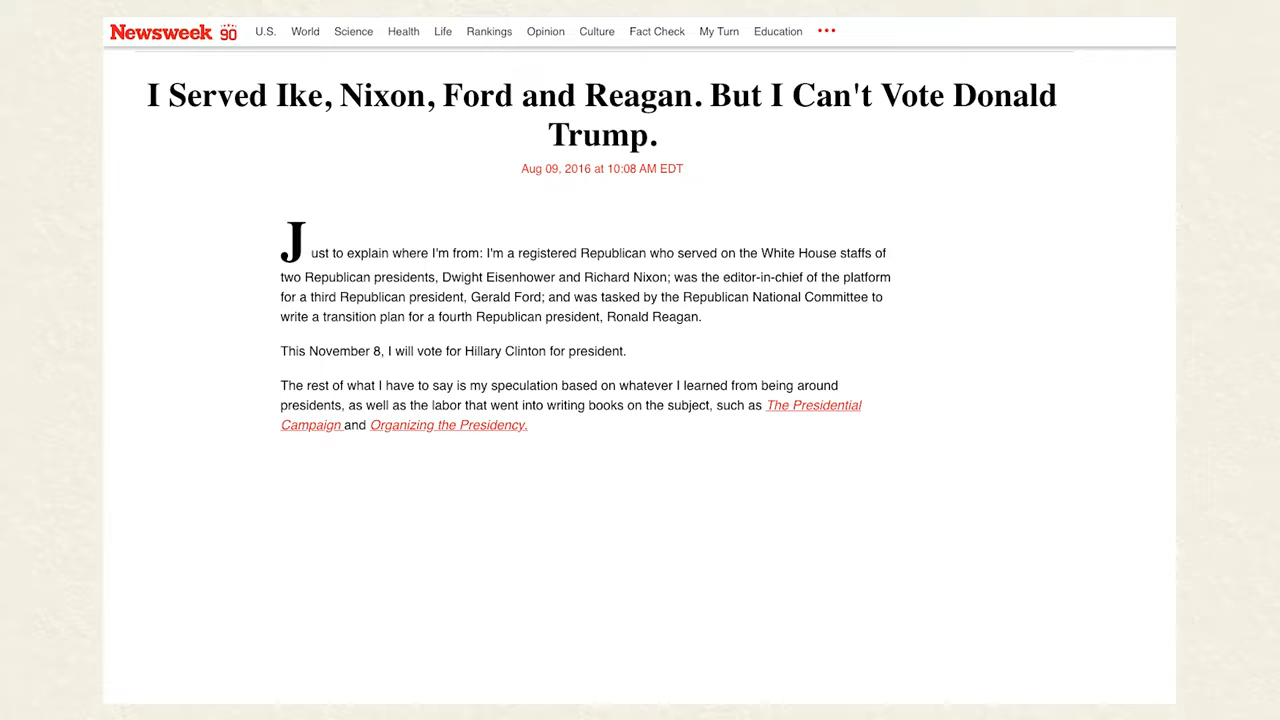 Newsweek 90 U.S. World Science Health Life Rankings Opinion Culture Fact Check My Turn Education •••
I Served Ike, Nixon, Ford and Reagan. But I Can't Vote Donald
Trump.
Aug 09, 2016 at 10:08 AM EDT
Just to explain where I'm from: I'm a registered Republican who served on the White House staffs of
two Republican presidents, Dwight Eisenhower and Richard Nixon; was the editor-in-chief of the platform
for a third Republican president, Gerald Ford; and was tasked by the Republican National Committee to
write a transition plan for a fourth Republican president, Ronald Reagan.
This November 8, I will vote for Hillary Clinton for president.
The rest of what I have to say is my speculation based on whatever I learned from being around
presidents, as well as the labor that went into writing books on the subject, such as The Presidential
Campaign and Organizing the Presidency.